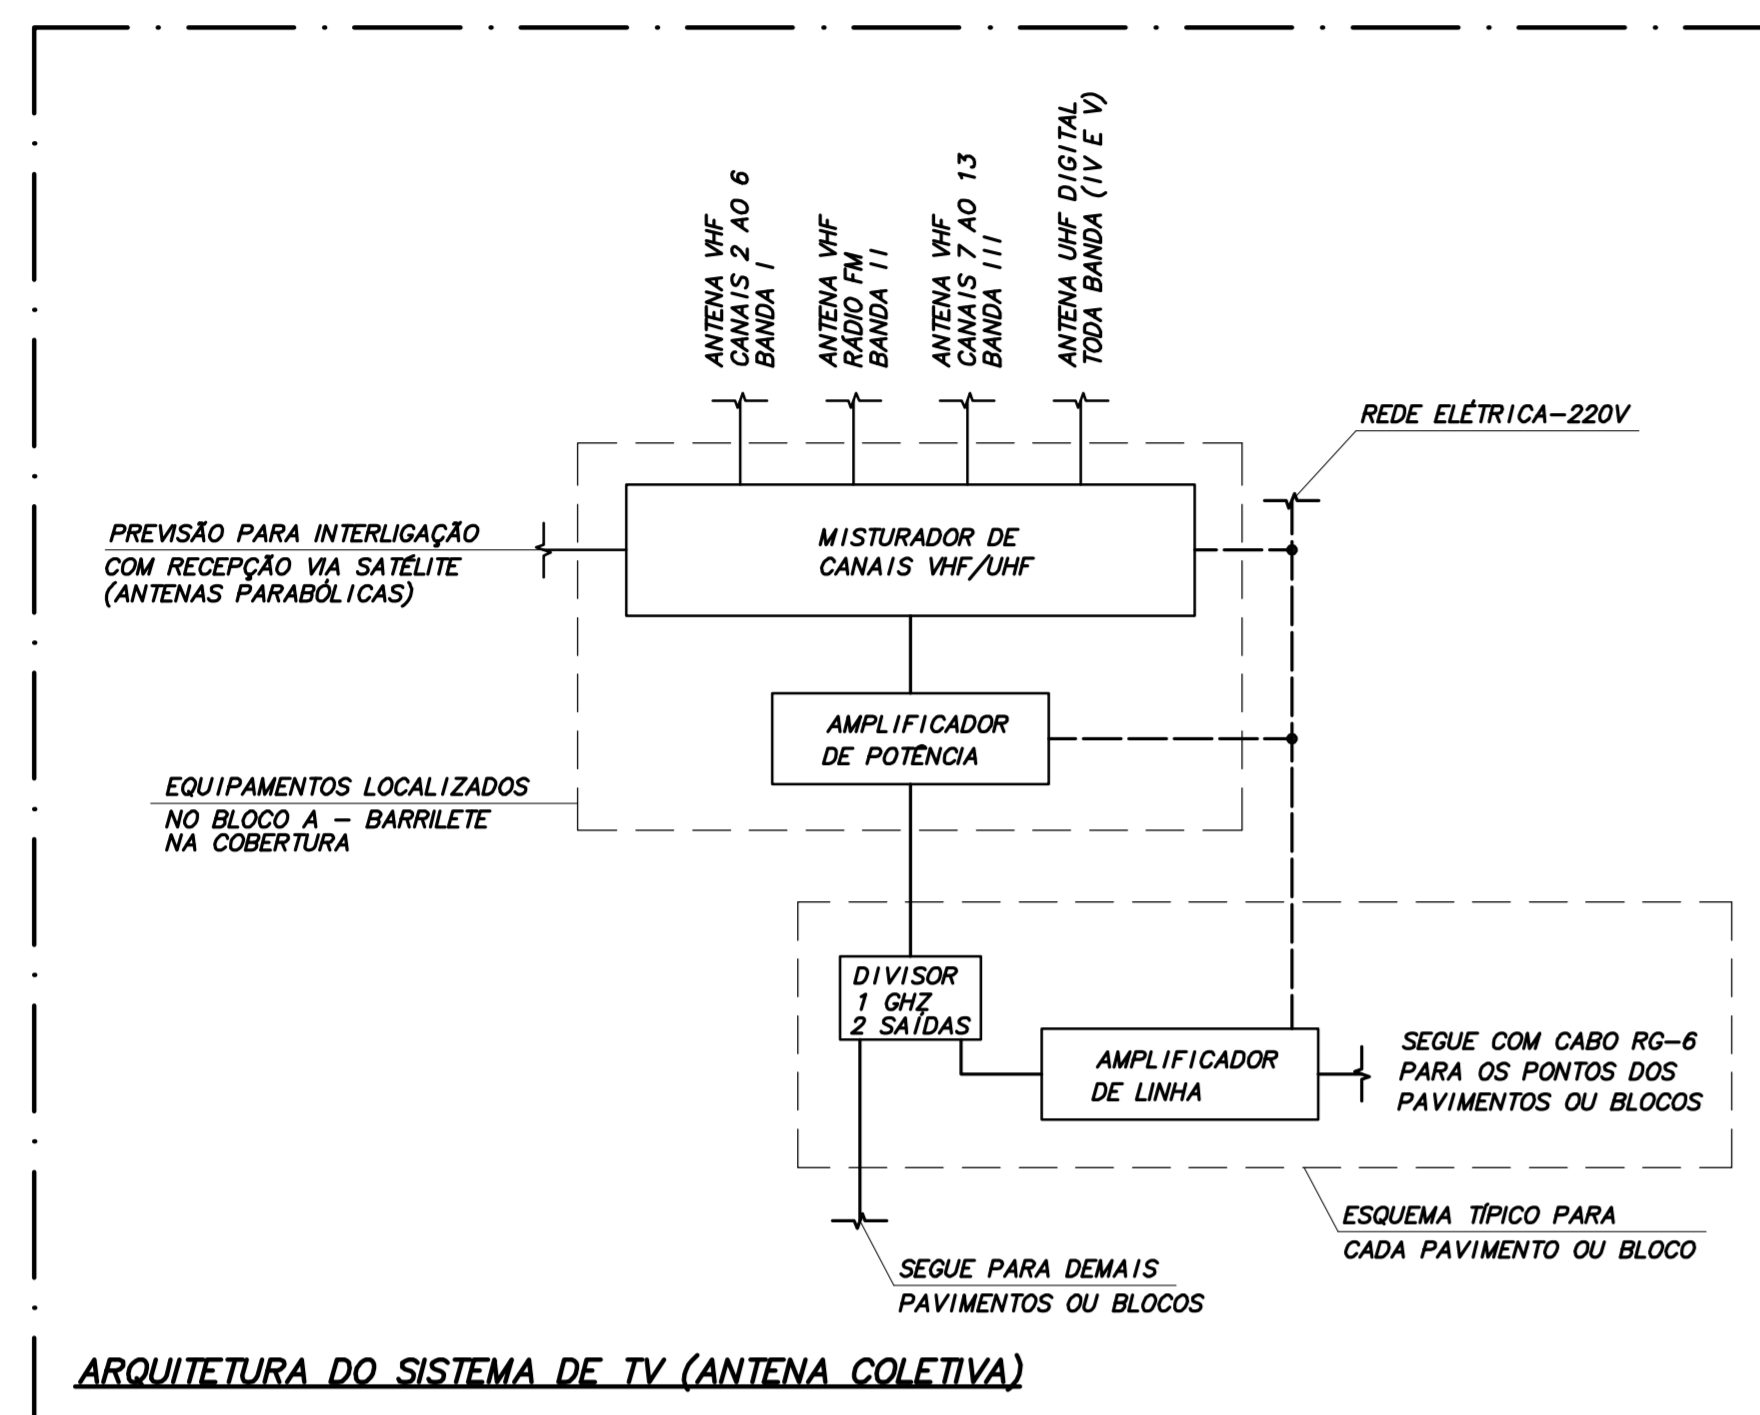 ANTENA VHF
CANAIS 2 AO 6
BANDA I
ANTENA VHF
RÁDIO FM
BANDA II
ANTENA VHF
CANAIS 7 AO 13
BANDA III
ANTENA UHF DIGITAL
TODA BANDA (IV E V)
REDE ELÉTRICA-220V
PREVISÃO PARA INTERLIGAÇÃO
COM RECEPÇÃO VIA SATÉLITE
(ANTENAS PARABÓLICAS)
MISTURADOR DE
CANAIS VHF/UHF
AMPLIFICADOR
DE POTÊNCIA
EQUIPAMENTOS LOCALIZADOS
NO BLOCO A - BARRILETE
NA COBERTURA
DIVISOR
1 GHZ
2 SAÍDAS
AMPLIFICADOR
DE LINHA
SEGUE COM CABO RG-6
PARA OS PONTOS DOS
PAVIMENTOS OU BLOCOS
ESQUEMA TÍPICO PARA
CADA PAVIMENTO OU BLOCO
SEGUE PARA DEMAIS
PAVIMENTOS OU BLOCOS
ARQUITETURA DO SISTEMA DE TV (ANTENA COLETIVA)